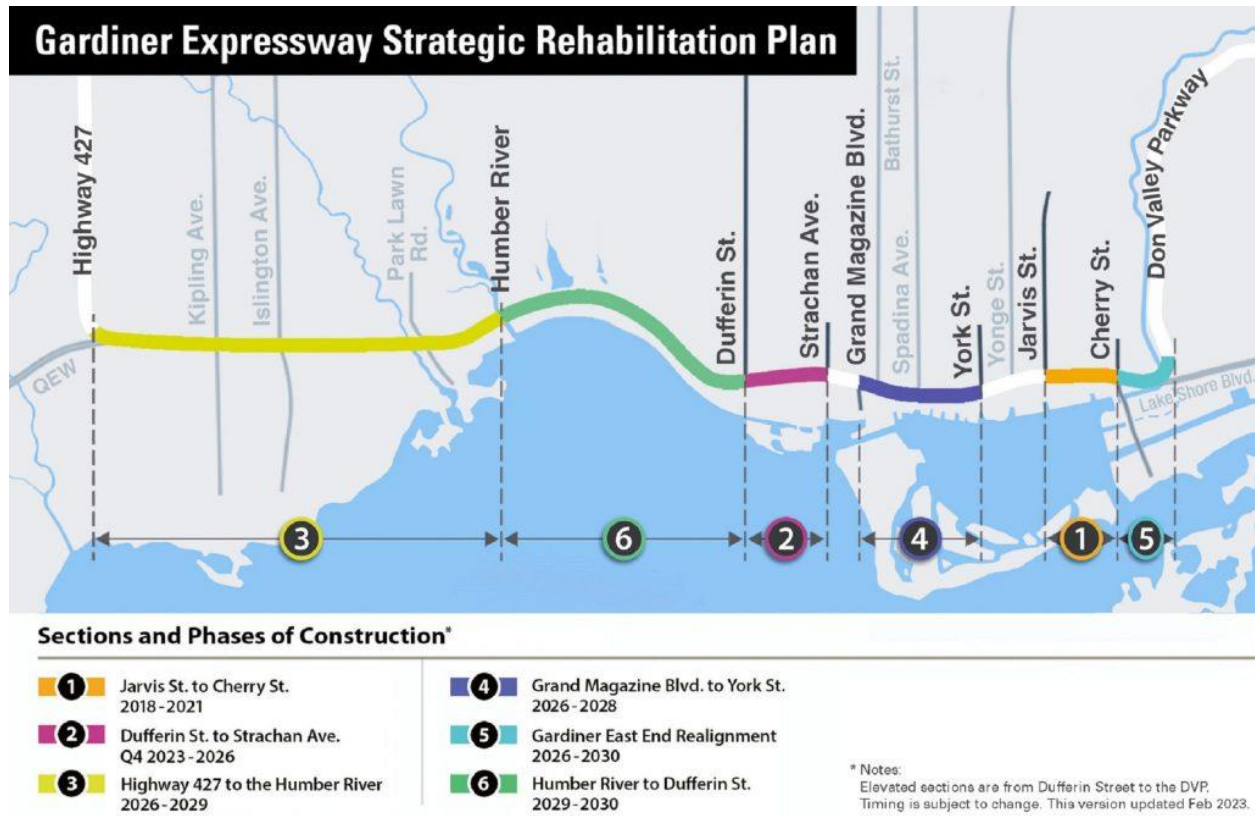 Gardiner Expressway Strategic Rehabilitation Plan
Highway 427
QEW
Kipling Ave.
Islington Ave.
Park Lawn
Rd.
Humber River
Dufferin St.
Strachan Ave.
Grand Magazine Blvd.
Bathurst St.
Spadina Ave.
York St.
Yonge St.
Jarvis St.
Cherry St.
Don Valley Parkway
Lake Shore Blvd.
3
6
2
4
1
5
Sections and Phases of Construction*
1 Jarvis St. to Cherry St.
2018-2021
2 Dufferin St. to Strachan Ave.
Q4 2023-2026
3 Highway 427 to the Humber River
2026-2029
4 Grand Magazine Blvd. to York St.
2026-2028
5 Gardiner East End Realignment
2026-2030
6 Humber River to Dufferin St.
2029-2030
* Notes:
Elevated sections are from Dufferin Street to the DVP.
Timing is subject to change. This version updated Feb 2023.